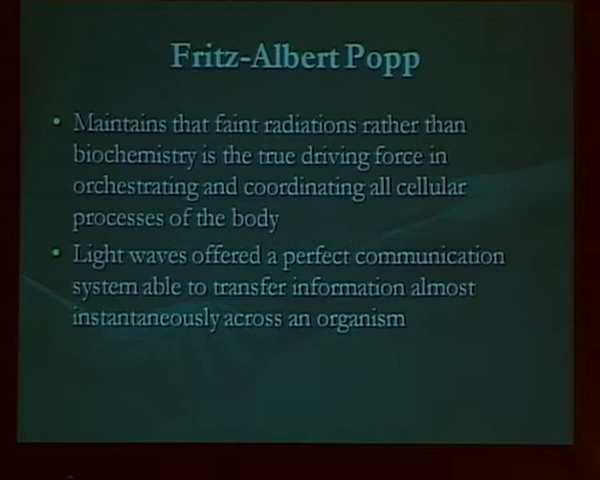 Fritz-Albert Popp
• Maintains that faint radiations rather than
biochemistry is the true driving force in
orchestrating and coordinating all cellular
processes of the body
• Light waves offered a perfect communication
system able to transfer information almost
instantaneously across an organism